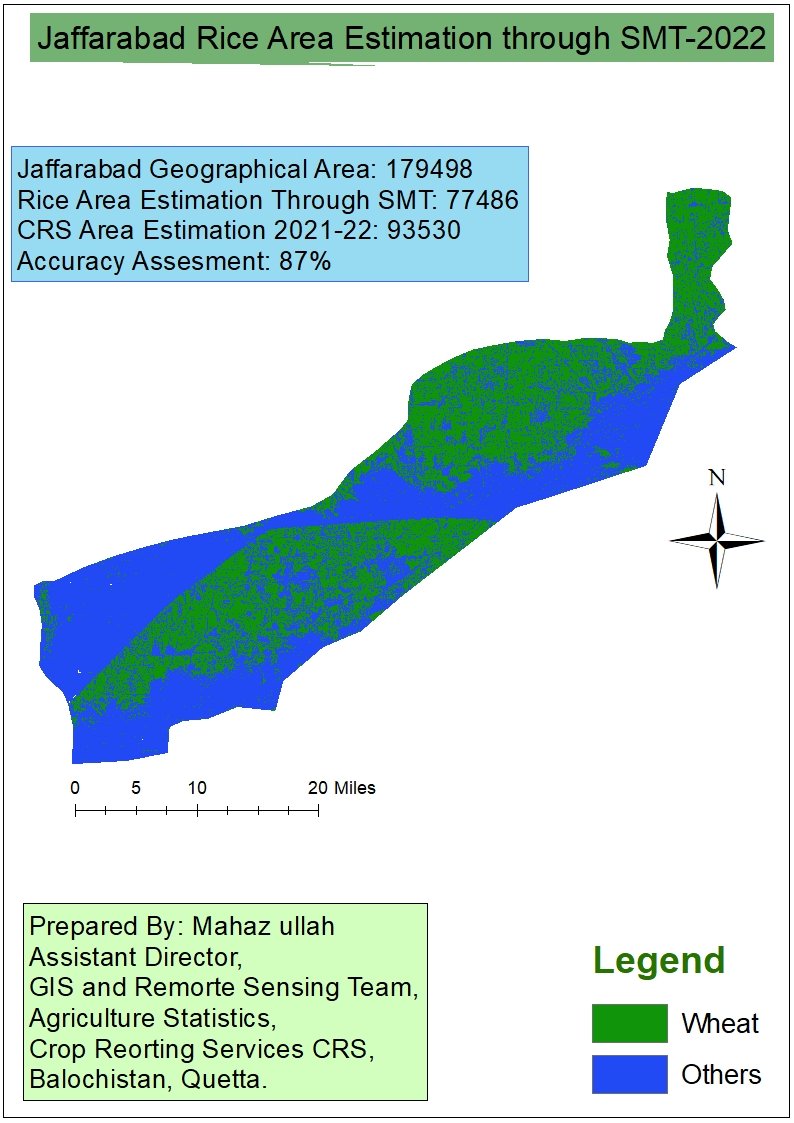 Jaffarabad Rice Area Estimation through SMT-2022
Jaffarabad Geographical Area: 179498
Rice Area Estimation Through SMT: 77486
CRS Area Estimation 2021-22: 93530
Accuracy Assesment: 87%
N
0 5 10 20 Miles
Prepared By: Mahaz ullah
Assistant Director,
GIS and Remorte Sensing Team,
Agriculture Statistics,
Crop Reorting Services CRS,
Balochistan, Quetta.
Legend
Wheat
Others